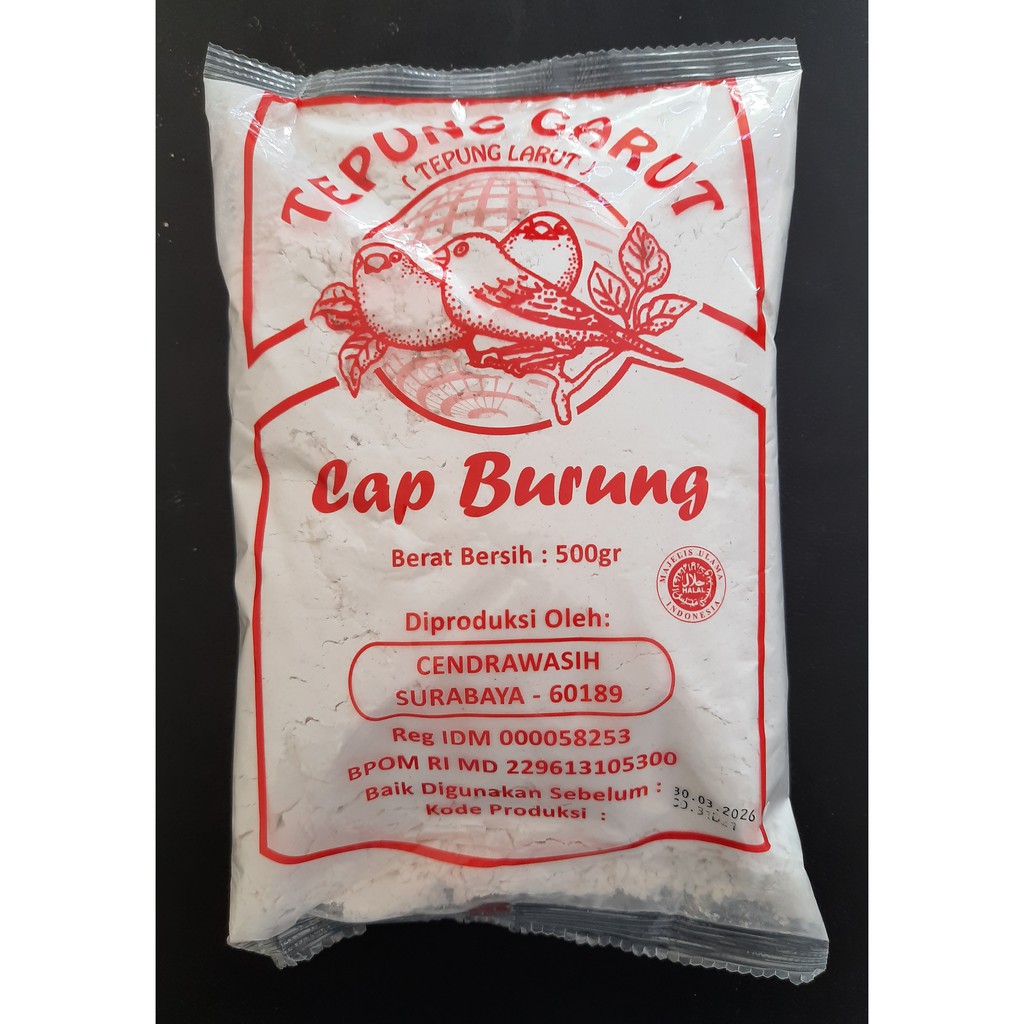 TEPUNG GARUT
( TEPUNG LARUT )
Cap Burung
Berat Bersih : 500gr
MAJELIS ULAMA
حلال
HALAL
INDONESIA
Diproduksi Oleh:
CENDRAWASIH
SURABAYA - 60189
Reg IDM 000058253
BPOM RI MD 229613105300
Baik Digunakan Sebelum : 30.03.2026
Kode Produksi :